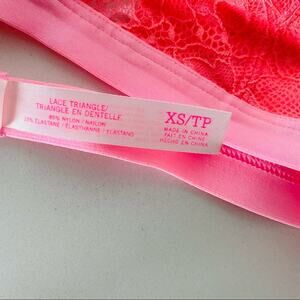 LACE TRIANGLE/
TRIANGLE EN DENTELLE
85% NYLON / NAILON
15% ELASTANE / ÉLASTHANNE / ELASTANO
XS/TP
MADE IN CHINA
FAIT EN CHINE
HECHO EN CHINA